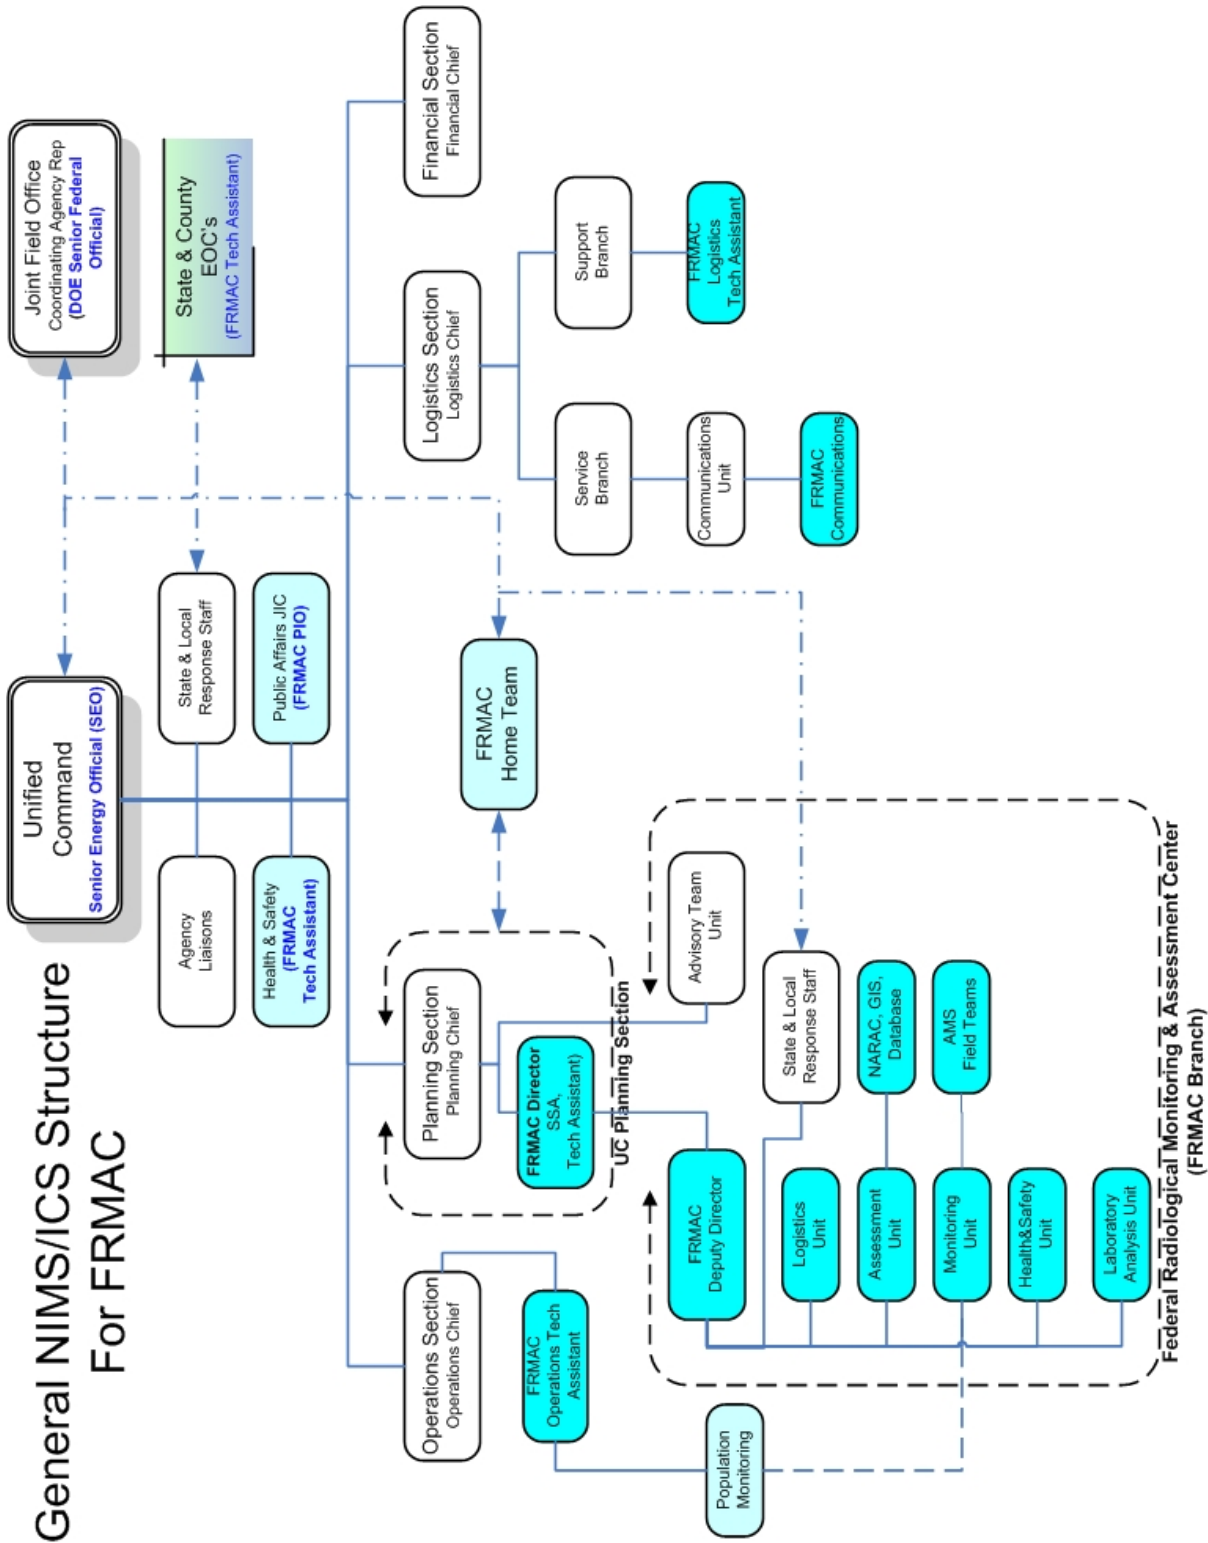 General NIMS/ICS Structure
For FRMAC
Unified
Command
Senior Energy Official (SEO)
Joint Field Office
Coordinating Agency Rep
(DOE Senior Federal
Official)
Agency
Liaisons
State & Local
Response Staff
State & County
EOC's
(FRMAC Tech Assistant)
Health & Safety
(FRMAC
Tech Assistant)
Public Affairs JIC
(FRMAC PIO)
Operations Section
Operations Chief
Planning Section
Planning Chief
Logistics Section
Logistics Chief
Financial Section
Financial Chief
FRMAC
Operations Tech
Assistant
FRMAC Director
SSA,
Tech Assistant)
UC Planning Section
FRMAC
Home Team
Service
Branch
Support
Branch
Population
Monitoring
FRMAC
Deputy Director
Advisory Team
Unit
Communications
Unit
FRMAC
Logistics
Tech Assistant
Logistics
Unit
State & Local
Response Staff
FRMAC
Communications
Assessment
Unit
NARAC, GIS,
Database
Monitoring
Unit
AMS
Field Teams
Health&Safety
Unit
Laboratory
Analysis Unit
Federal Radiological Monitoring & Assessment Center
(FRMAC Branch)